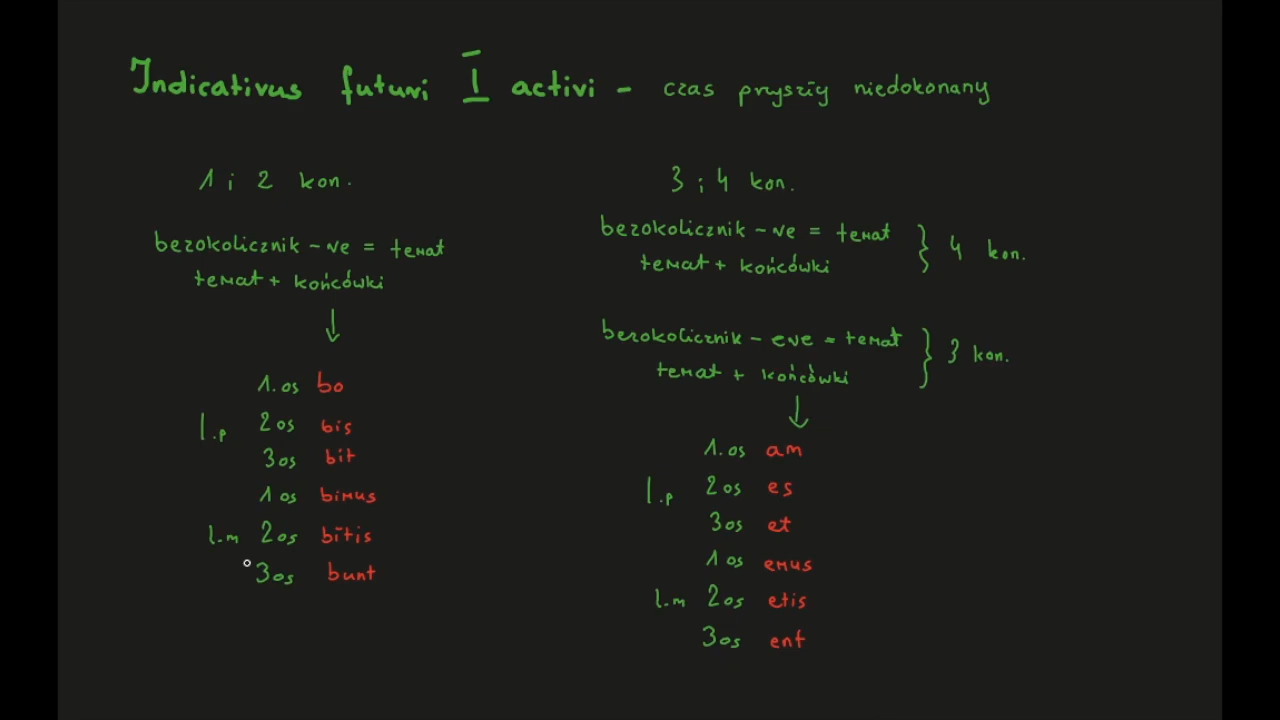 Indicativus futuri I activi - czas przyszły niedokonany
1 i 2 kon.
bezokolicznik - re = temat
temat + końcówki
↓
1. os bo
l.p 2 os bis
3 os bit
1 os bimus
l.m 2 os bitis
3 os bunt
3 i 4 kon.
bezokolicznik - re = temat } 4 kon.
temat + końcówki
bezokolicznik - ere = temat } 3 kon.
temat + końcówki
↓
1. os am
l.p 2 os es
3 os et
1 os emus
l.m 2 os etis
3 os ent